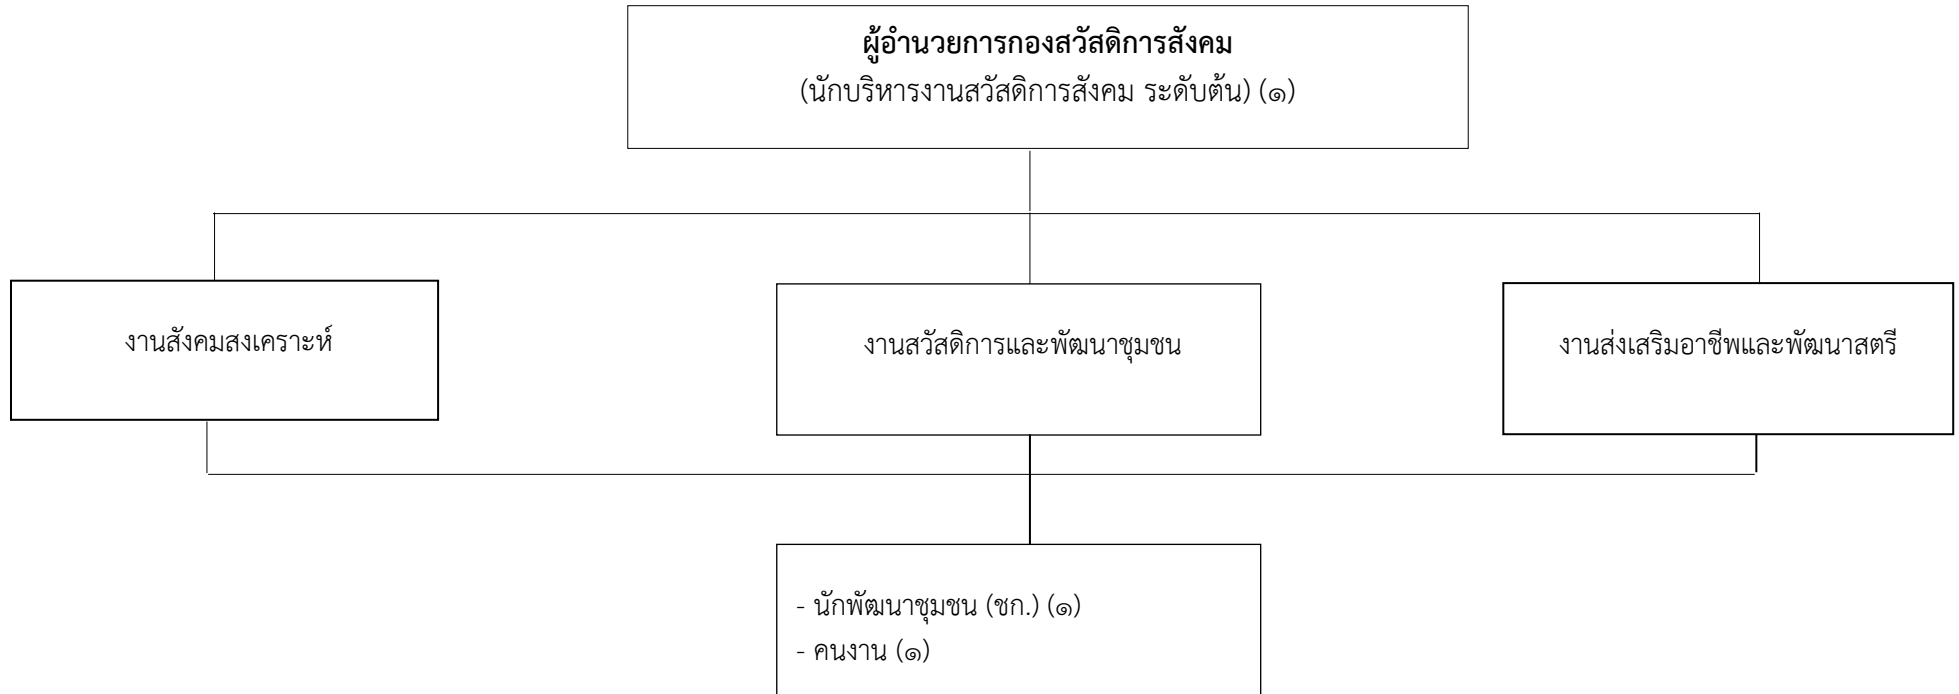 ผู้อำนวยการกองสวัสดิการสังคม
(นักบริหารงานสวัสดิการสังคม ระดับต้น) (๑)
งานสังคมสงเคราะห์
งานสวัสดิการและพัฒนาชุมชน
งานส่งเสริมอาชีพและพัฒนาสตรี
- นักพัฒนาชุมชน (ชก.) (๑)
- คนงาน (๑)